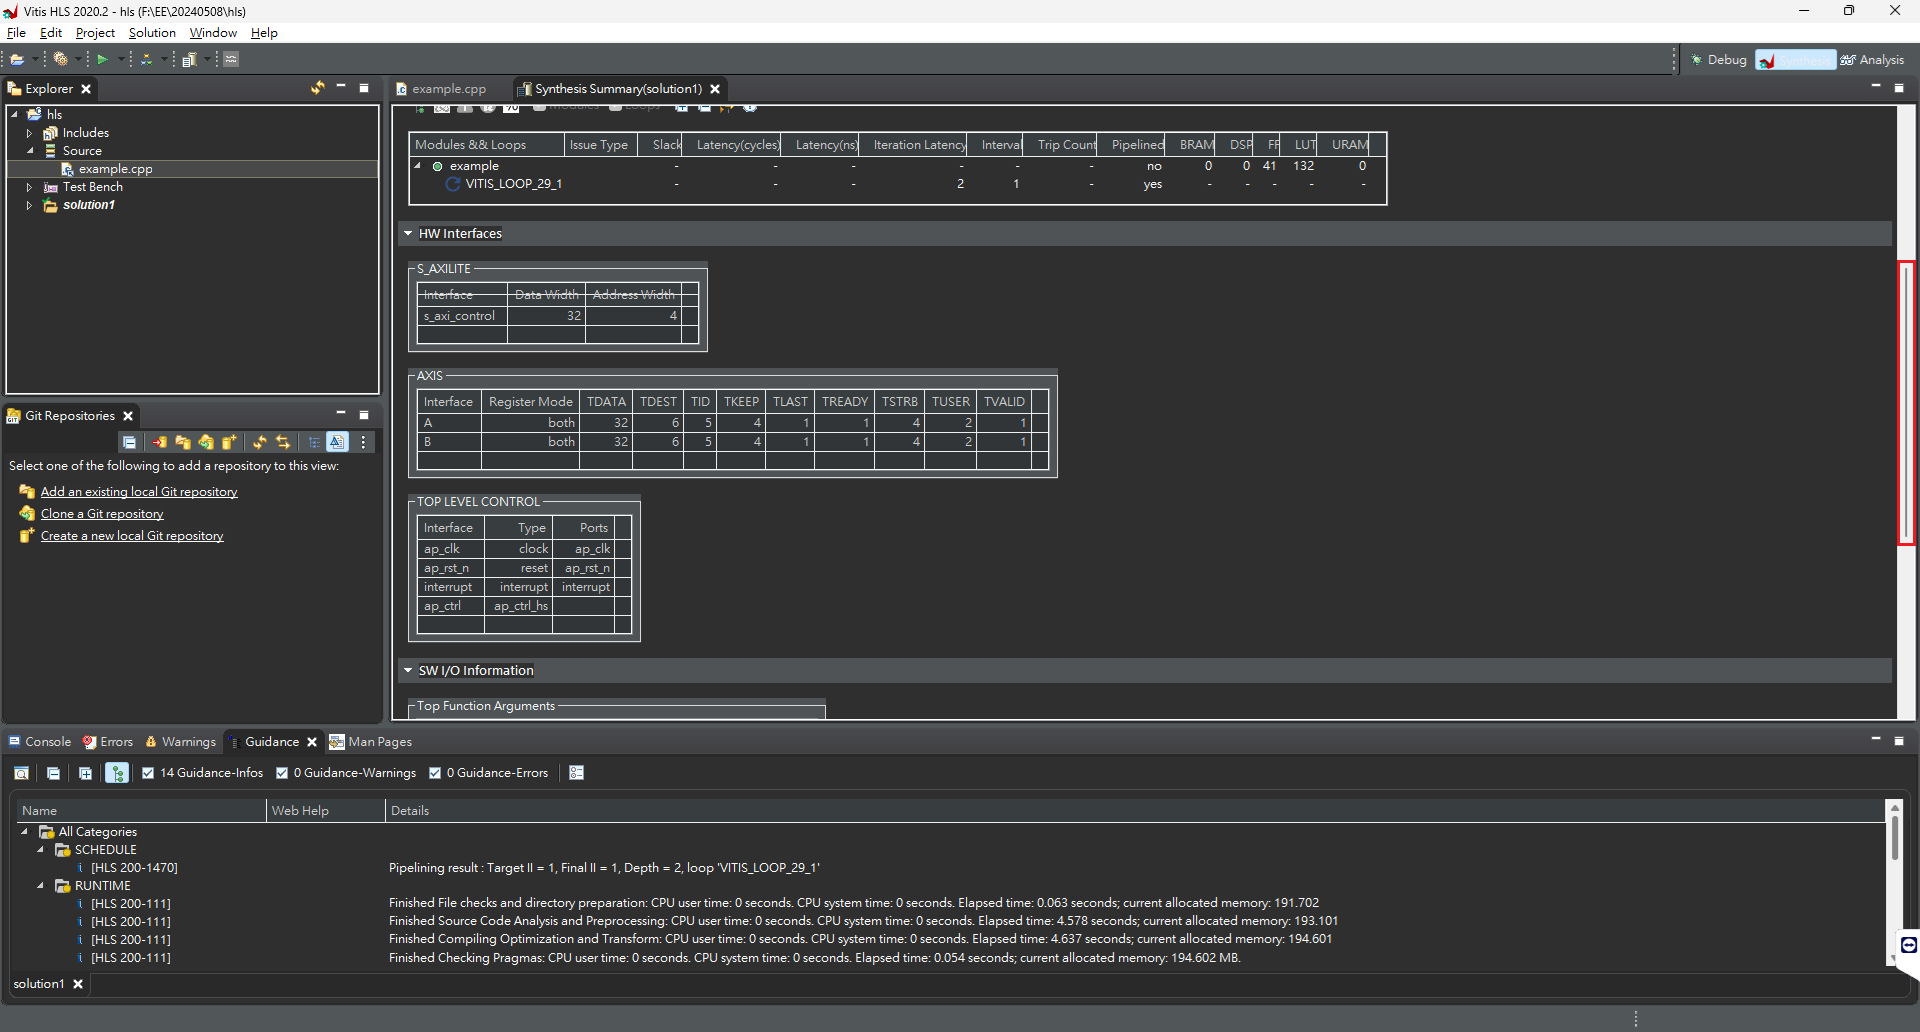 Vitis HLS 2020.2 - hls (F:\EE\20240508\hls)
File Edit Project Solution Window Help
Debug Analysis
Explorer
hls
Includes
Source
example.cpp
Test Bench
solution1
Git Repositories
Select one of the following to add a repository to this view:
Add an existing local Git repository
Clone a Git repository
Create a new local Git repository
example.cpp Synthesis Summary(solution1)
Modules Loops
Modules && Loops Issue Type Slack Latency(cycles) Latency(ns) Iteration Latency Interval Trip Count Pipelined BRAM DSP FF LUT URAM
example - - - - - - no 0 0 41 132 0
VITIS_LOOP_29_1 - - - 2 1 - yes - - - - -
HW Interfaces
S_AXILITE
Interface Data Width Address Width
s_axi_control 32 4
AXIS
Interface Register Mode TDATA TDEST TID TKEEP TLAST TREADY TSTRB TUSER TVALID
A both 32 6 5 4 1 1 4 2 1
B both 32 6 5 4 1 1 4 2 1
TOP LEVEL CONTROL
Interface Type Ports
ap_clk clock ap_clk
ap_rst_n reset ap_rst_n
interrupt interrupt interrupt
ap_ctrl ap_ctrl_hs
SW I/O Information
Top Function Arguments
Console Errors Warnings Guidance Man Pages
14 Guidance-Infos 0 Guidance-Warnings 0 Guidance-Errors
Name Web Help Details
All Categories
SCHEDULE
[HLS 200-1470] Pipelining result : Target II = 1, Final II = 1, Depth = 2, loop 'VITIS_LOOP_29_1'
RUNTIME
[HLS 200-111] Finished File checks and directory preparation: CPU user time: 0 seconds. CPU system time: 0 seconds. Elapsed time: 0.063 seconds; current allocated memory: 191.702
[HLS 200-111] Finished Source Code Analysis and Preprocessing: CPU user time: 0 seconds. CPU system time: 0 seconds. Elapsed time: 4.578 seconds; current allocated memory: 193.101
[HLS 200-111] Finished Compiling Optimization and Transform: CPU user time: 0 seconds. CPU system time: 0 seconds. Elapsed time: 4.637 seconds; current allocated memory: 194.601
[HLS 200-111] Finished Checking Pragmas: CPU user time: 0 seconds. CPU system time: 0 seconds. Elapsed time: 0.054 seconds; current allocated memory: 194.602 MB.
solution1